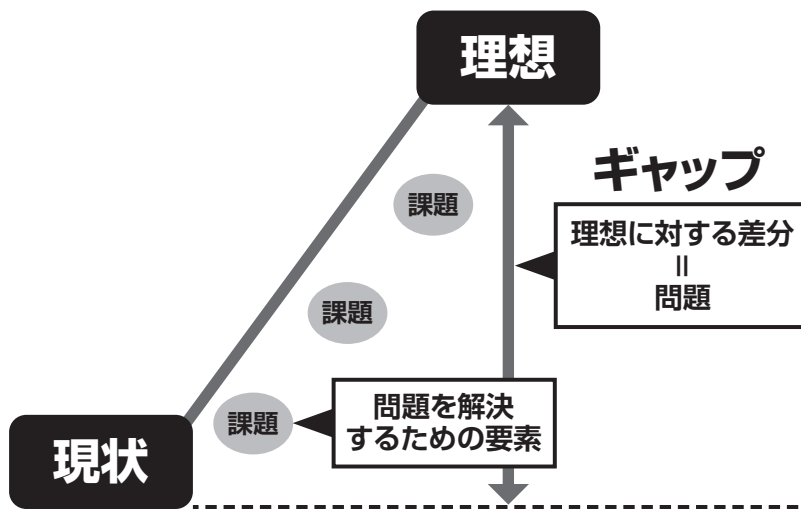 理想
ギャップ
課題
理想に対する差分
=
問題
課題
課題
問題を解決
するための要素
現状